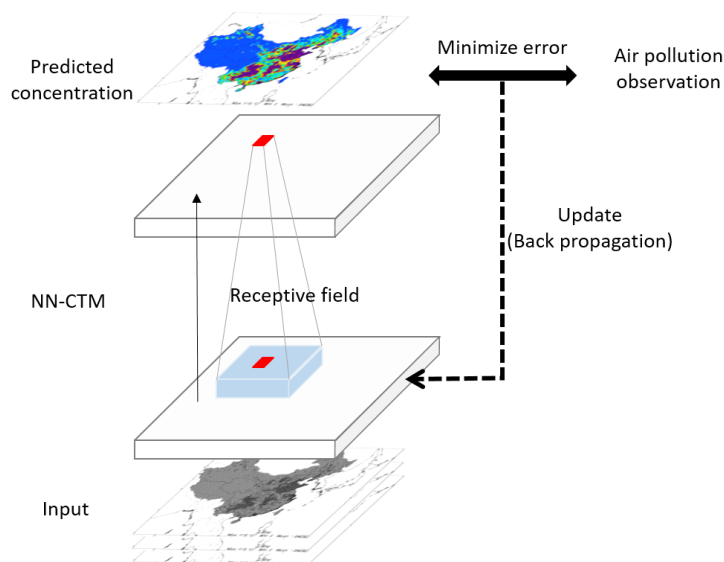 Predicted
concentration
Minimize error
Air pollution
observation
Update
(Back propagation)
NN-CTM
Receptive field
Input